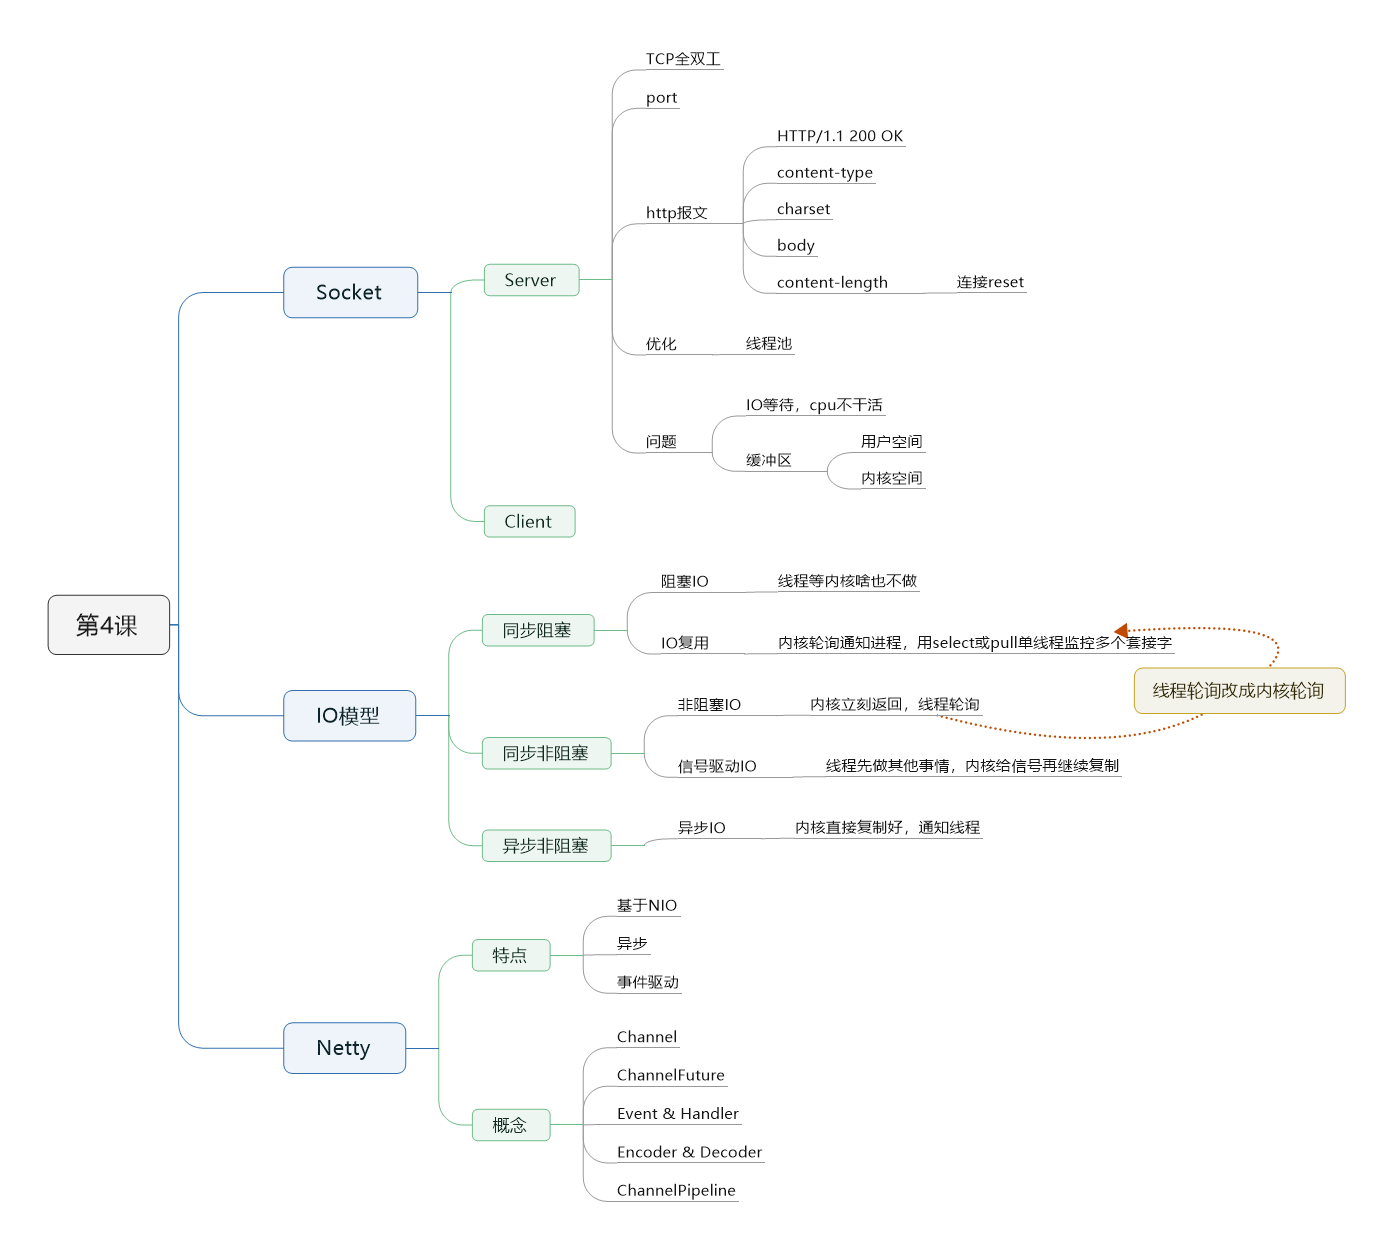 第4课
Socket
Server
TCP全双工
port
http报文
HTTP/1.1 200 OK
content-type
charset
body
content-length
连接reset
优化
线程池
问题
IO等待，cpu不干活
缓冲区
用户空间
内核空间
Client
IO模型
同步阻塞
阻塞IO
线程等内核啥也不做
IO复用
内核轮询通知进程，用select或pull单线程监控多个套接字
线程轮询改成内核轮询
同步非阻塞
非阻塞IO
内核立刻返回，线程轮询
信号驱动IO
线程先做其他事情，内核给信号再继续复制
异步非阻塞
异步IO
内核直接复制好，通知线程
Netty
特点
基于NIO
异步
事件驱动
概念
Channel
ChannelFuture
Event & Handler
Encoder & Decoder
ChannelPipeline